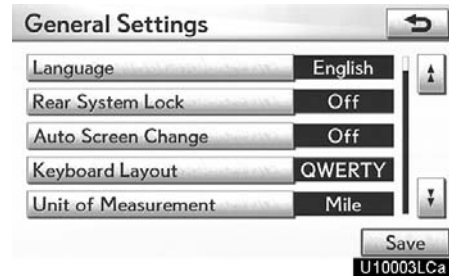 General Settings
Language English
Rear System Lock Off
Auto Screen Change Off
Keyboard Layout QWERTY
Unit of Measurement Mile
Save
U10003LCa